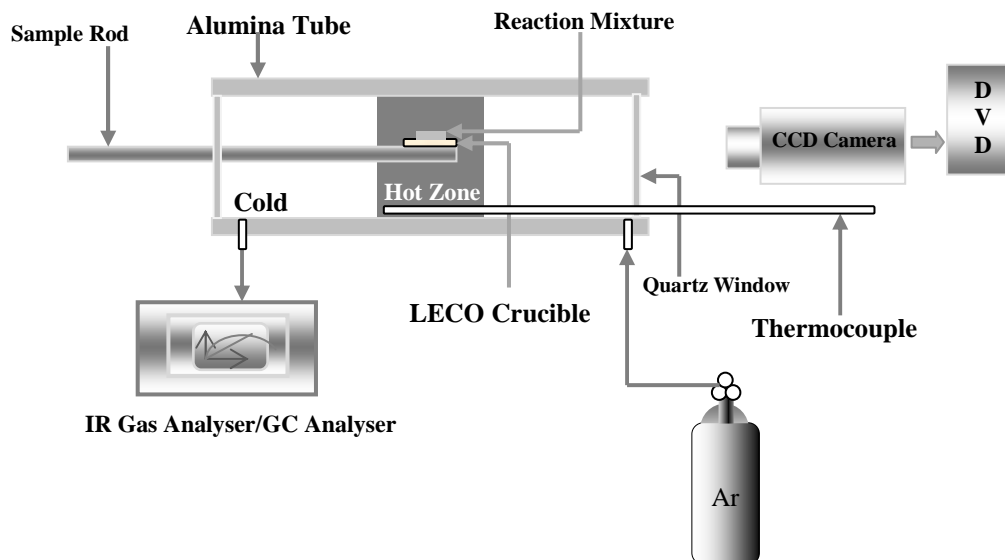 Sample Rod
Alumina Tube
Reaction Mixture
D
V
D
CCD Camera
Hot Zone
Cold
Quartz Window
LECO Crucible
Thermocouple
IR Gas Analyser/GC Analyser
Ar